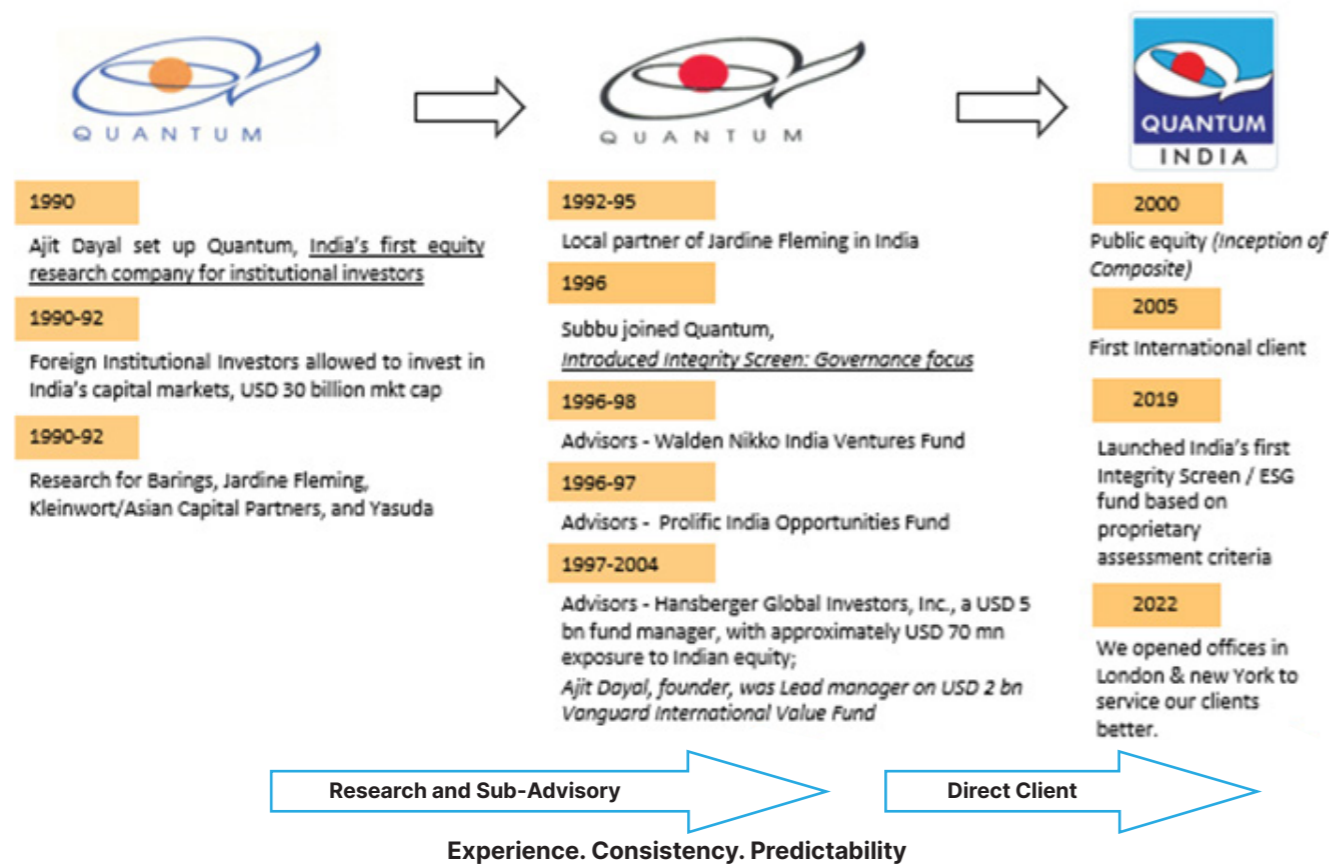 QUANTUM
QUANTUM
QUANTUM
INDIA
1990
Ajit Dayal set up Quantum, India's first equity
research company for institutional investors
1990-92
Foreign Institutional Investors allowed to invest in
India's capital markets, USD 30 billion mkt cap
1990-92
Research for Barings, Jardine Fleming,
Kleinwort/Asian Capital Partners, and Yasuda
1992-95
Local partner of Jardine Fleming in India
1996
Subbu joined Quantum,
Introduced Integrity Screen: Governance focus
1996-98
Advisors - Walden Nikko India Ventures Fund
1996-97
Advisors - Prolific India Opportunities Fund
1997-2004
Advisors - Hansberger Global Investors, Inc., a USD 5
bn fund manager, with approximately USD 70 mn
exposure to Indian equity;
Ajit Dayal, founder, was Lead manager on USD 2 bn
Vanguard International Value Fund
2000
Public equity (Inception of
Composite)
2005
First International client
2019
Launched India's first
Integrity Screen / ESG
fund based on
proprietary
assessment criteria
2022
We opened offices in
London & new York to
service our clients
better.
Research and Sub-Advisory
Direct Client
Experience. Consistency. Predictability